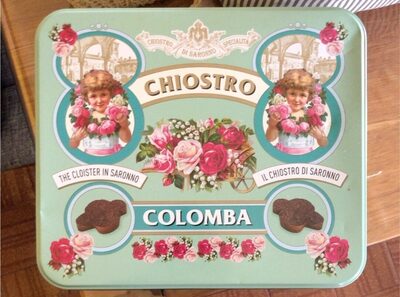 CHIOSTRO SPECIALITÀ
DI SARONNO
CHIOSTRO
THE CLOISTER IN SARONNO
IL CHIOSTRO DI SARONNO
COLOMBA